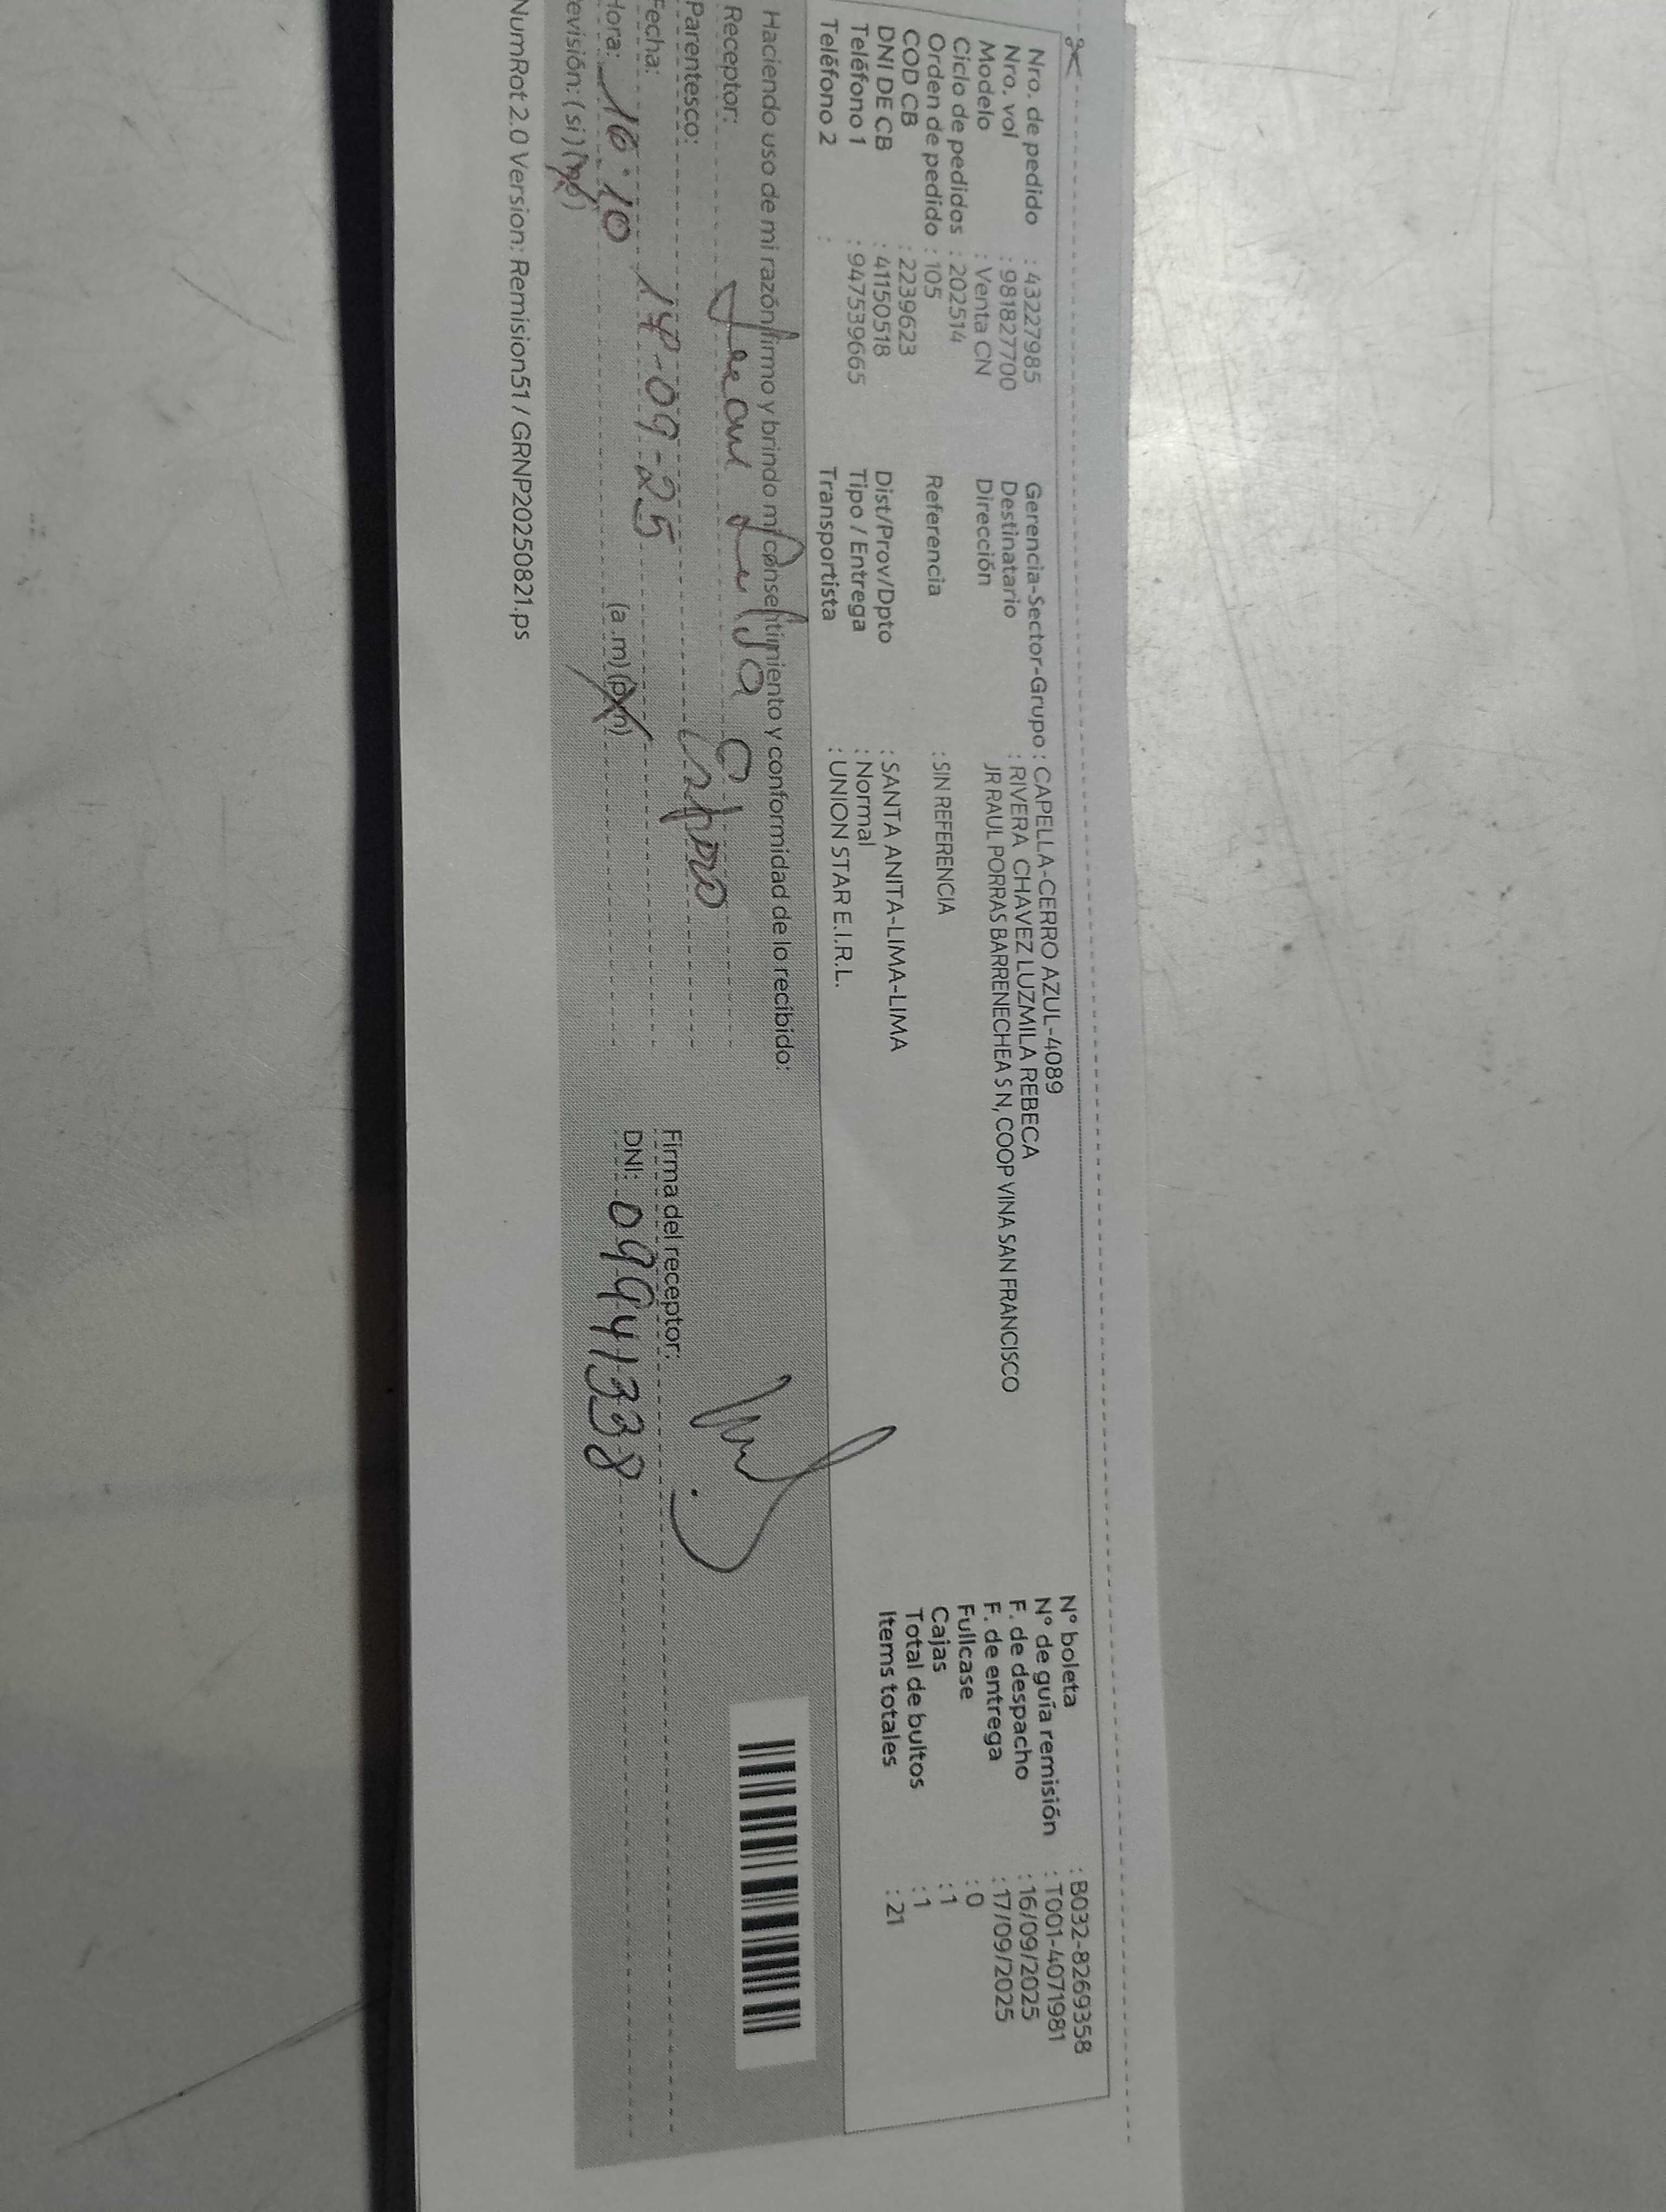 Nro. de pedido : 43227985
Nro. vol : 981827700
Modelo : Venta CN
Ciclo de pedidos : 202514
Orden de pedido : 105
COD CB : 2239623
DNI DE CB : 41150518
Teléfono 1 : 947539665
Teléfono 2 :
Gerencia-Sector-Grupo : CAPELLA-CERRO AZUL-4089
Destinatario : RIVERA CHAVEZ LUZMILA REBECA
Dirección JR RAUL PORRAS BARRENECHEA S N, COOP VINA SAN FRANCISCO
Referencia : SIN REFERENCIA
Dist/Prov/Dpto : SANTA ANITA-LIMA-LIMA
Tipo / Entrega : Normal
Transportista : UNION STAR E.I.R.L.
N° boleta : B032-8269358
N° de guía remisión : T001-4071981
F. de despacho : 16/09/2025
F. de entrega : 17/09/2025
Fullcase : 0
Cajas : 1
Total de bultos : 1
Items totales : 21
Haciendo uso de mi razón firmo y brindo mi consentimiento y conformidad de lo recibido:
Receptor:
Parentesco: Esposo
Fecha: 17-09-25
Hora: 16:10 (a .m) (p.m)
evisión: (si) (no)
Firma del receptor:
DNI: 09941338
NumRot 2.0 Version: Remision51 / GRNP20250821.ps